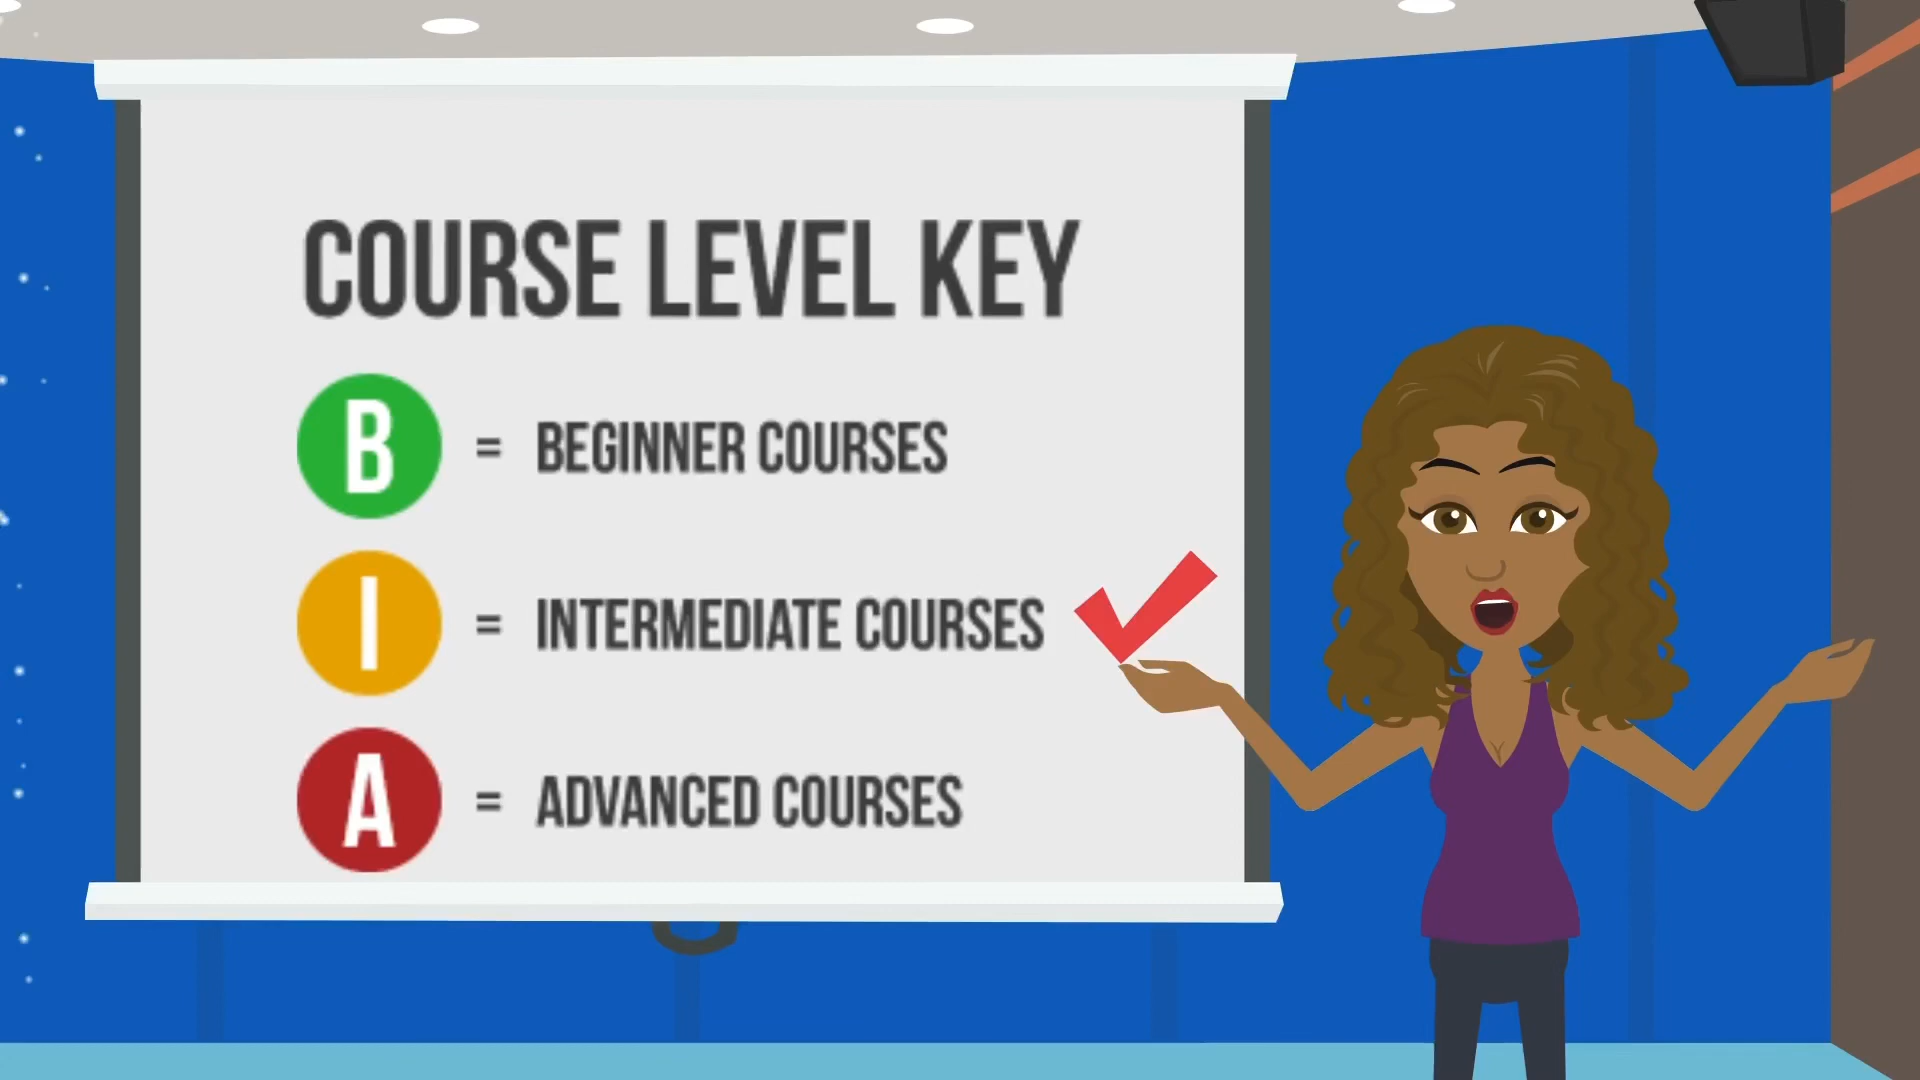 COURSE LEVEL KEY
B = BEGINNER COURSES
I = INTERMEDIATE COURSES
A = ADVANCED COURSES